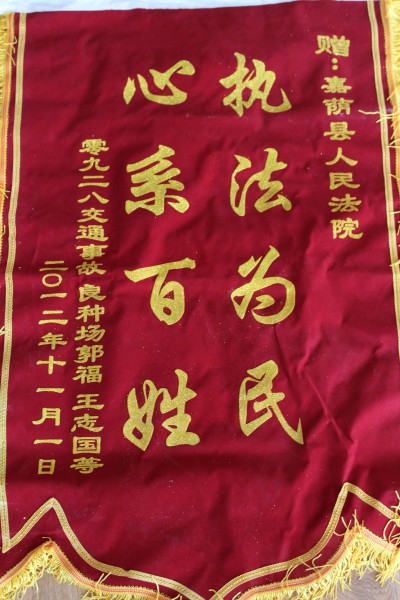 赠：嘉荫县人民法院
执法为民
心系百姓
零九二八交通事故良种场郭福 王志国等
二〇一二年十一月一日